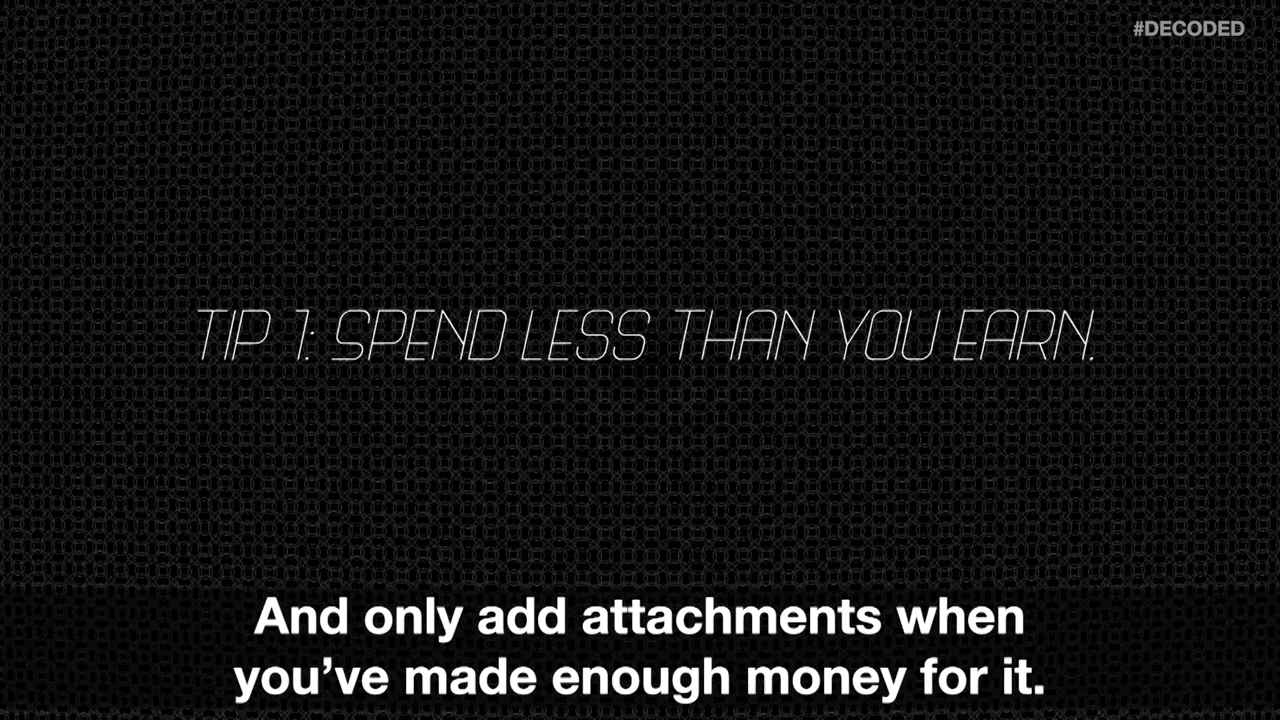 #DECODED
TIP 1: SPEND LESS THAN YOU EARN.
And only add attachments when
you’ve made enough money for it.